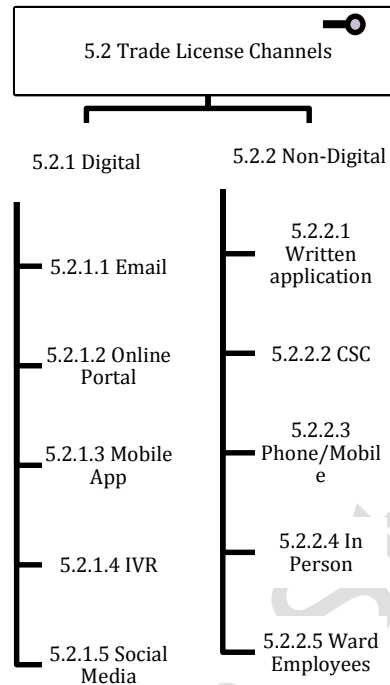 5.2 Trade License Channels
5.2.1 Digital
5.2.1.1 Email
5.2.1.2 Online
Portal
5.2.1.3 Mobile
App
5.2.1.4 IVR
5.2.1.5 Social
Media
5.2.2 Non-Digital
5.2.2.1
Written
application
5.2.2.2 CSC
5.2.2.3
Phone/Mobil
e
5.2.2.4 In
Person
5.2.2.5 Ward
Employees